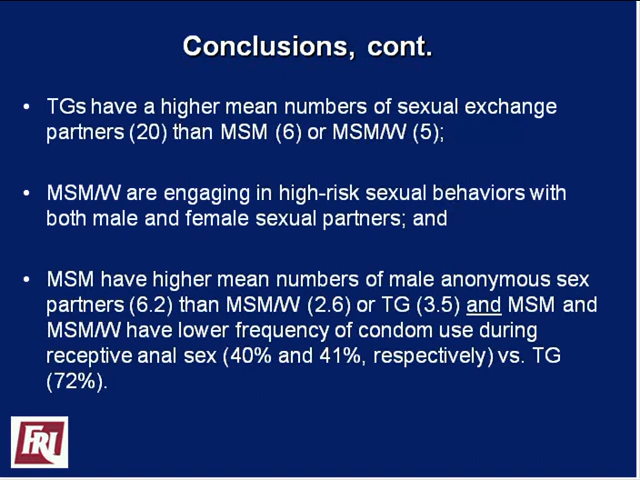 Conclusions, cont.
• TGs have a higher mean numbers of sexual exchange
partners (20) than MSM (6) or MSM/W (5);
• MSM/W are engaging in high-risk sexual behaviors with
both male and female sexual partners; and
• MSM have higher mean numbers of male anonymous sex
partners (6.2) than MSM/W (2.6) or TG (3.5) and MSM and
MSM/W have lower frequency of condom use during
receptive anal sex (40% and 41%, respectively) vs. TG
(72%).
FRI